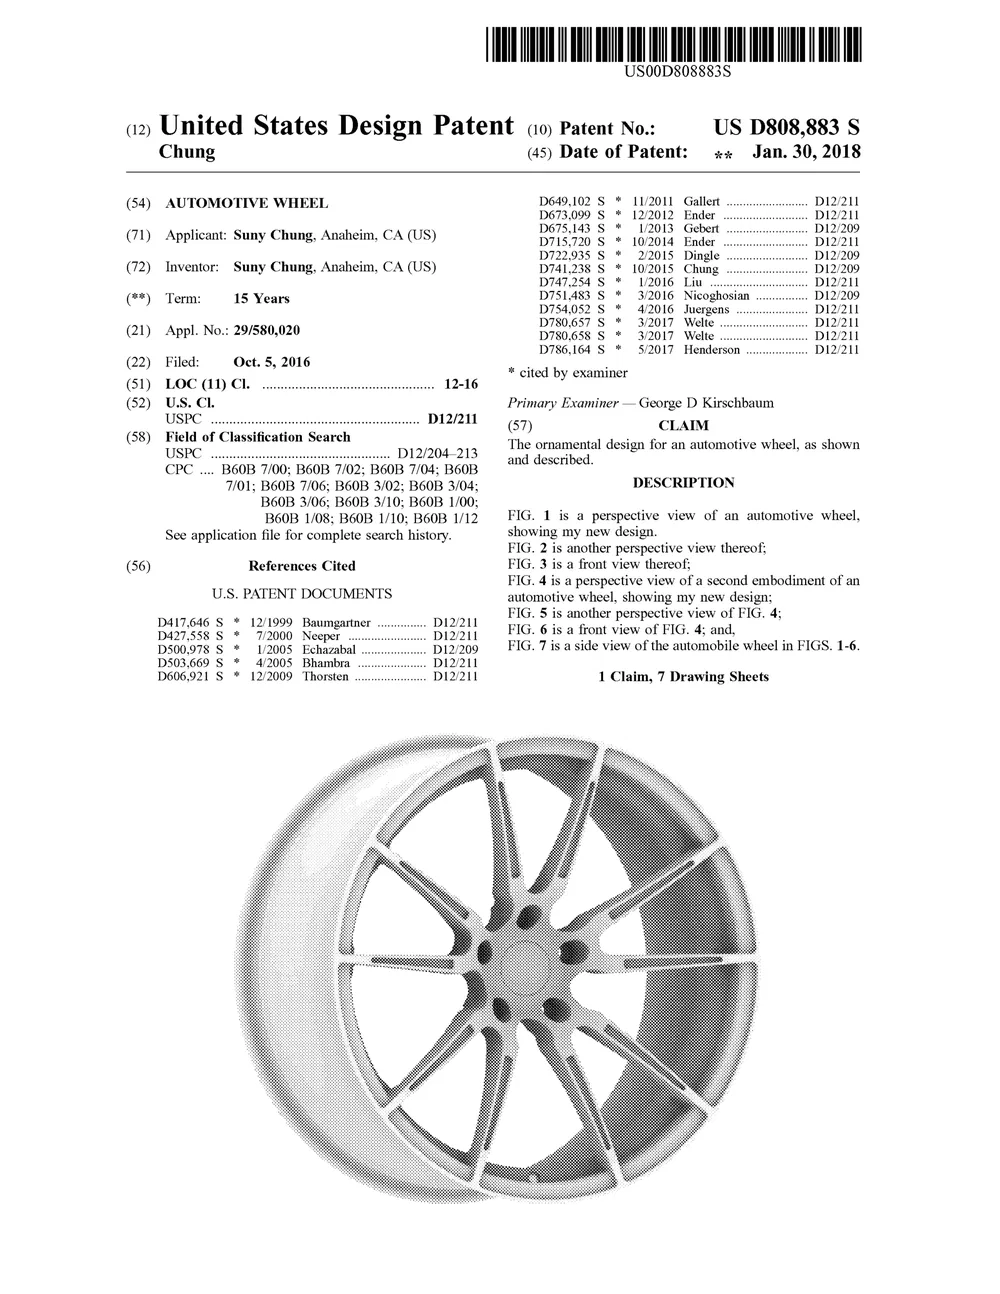 US00D808883S
(12) United States Design Patent
Chung
(10) Patent No.: US D808,883 S
(45) Date of Patent: ** Jan. 30, 2018
(54) AUTOMOTIVE WHEEL
(71) Applicant: Suny Chung, Anaheim, CA (US)
(72) Inventor: Suny Chung, Anaheim, CA (US)
(**) Term: 15 Years
(21) Appl. No.: 29/580,020
(22) Filed: Oct. 5, 2016
(51) LOC (11) Cl. ............................................... 12-16
(52) U.S. Cl.
USPC ......................................................... D12/211
(58) Field of Classification Search
USPC ................................................. D12/204–213
CPC .... B60B 7/00; B60B 7/02; B60B 7/04; B60B
7/01; B60B 7/06; B60B 3/02; B60B 3/04;
B60B 3/06; B60B 3/10; B60B 1/00;
B60B 1/08; B60B 1/10; B60B 1/12
See application file for complete search history.
(56) References Cited
U.S. PATENT DOCUMENTS
D417,646 S * 12/1999 Baumgartner ............... D12/211
D427,558 S * 7/2000 Neeper ........................ D12/211
D500,978 S * 1/2005 Echazabal ................... D12/209
D503,669 S * 4/2005 Bhambra ..................... D12/211
D606,921 S * 12/2009 Thorsten ...................... D12/211
D649,102 S * 11/2011 Gallert ......................... D12/211
D673,099 S * 12/2012 Ender .......................... D12/211
D675,143 S * 1/2013 Gebert ......................... D12/209
D715,720 S * 10/2014 Ender .......................... D12/211
D722,935 S * 2/2015 Dingle ......................... D12/209
D741,238 S * 10/2015 Chung ......................... D12/209
D747,254 S * 1/2016 Liu .............................. D12/211
D751,483 S * 3/2016 Nicoghosian ................ D12/209
D754,052 S * 4/2016 Juergens ...................... D12/211
D780,657 S * 3/2017 Welte ........................... D12/211
D780,658 S * 3/2017 Welte ........................... D12/211
D786,164 S * 5/2017 Henderson ................... D12/211
* cited by examiner
Primary Examiner — George D Kirschbaum
(57) CLAIM
The ornamental design for an automotive wheel, as shown
and described.
DESCRIPTION
FIG. 1 is a perspective view of an automotive wheel,
showing my new design.
FIG. 2 is another perspective view thereof;
FIG. 3 is a front view thereof;
FIG. 4 is a perspective view of a second embodiment of an
automotive wheel, showing my new design;
FIG. 5 is another perspective view of FIG. 4;
FIG. 6 is a front view of FIG. 4; and,
FIG. 7 is a side view of the automobile wheel in FIGS. 1-6.
1 Claim, 7 Drawing Sheets